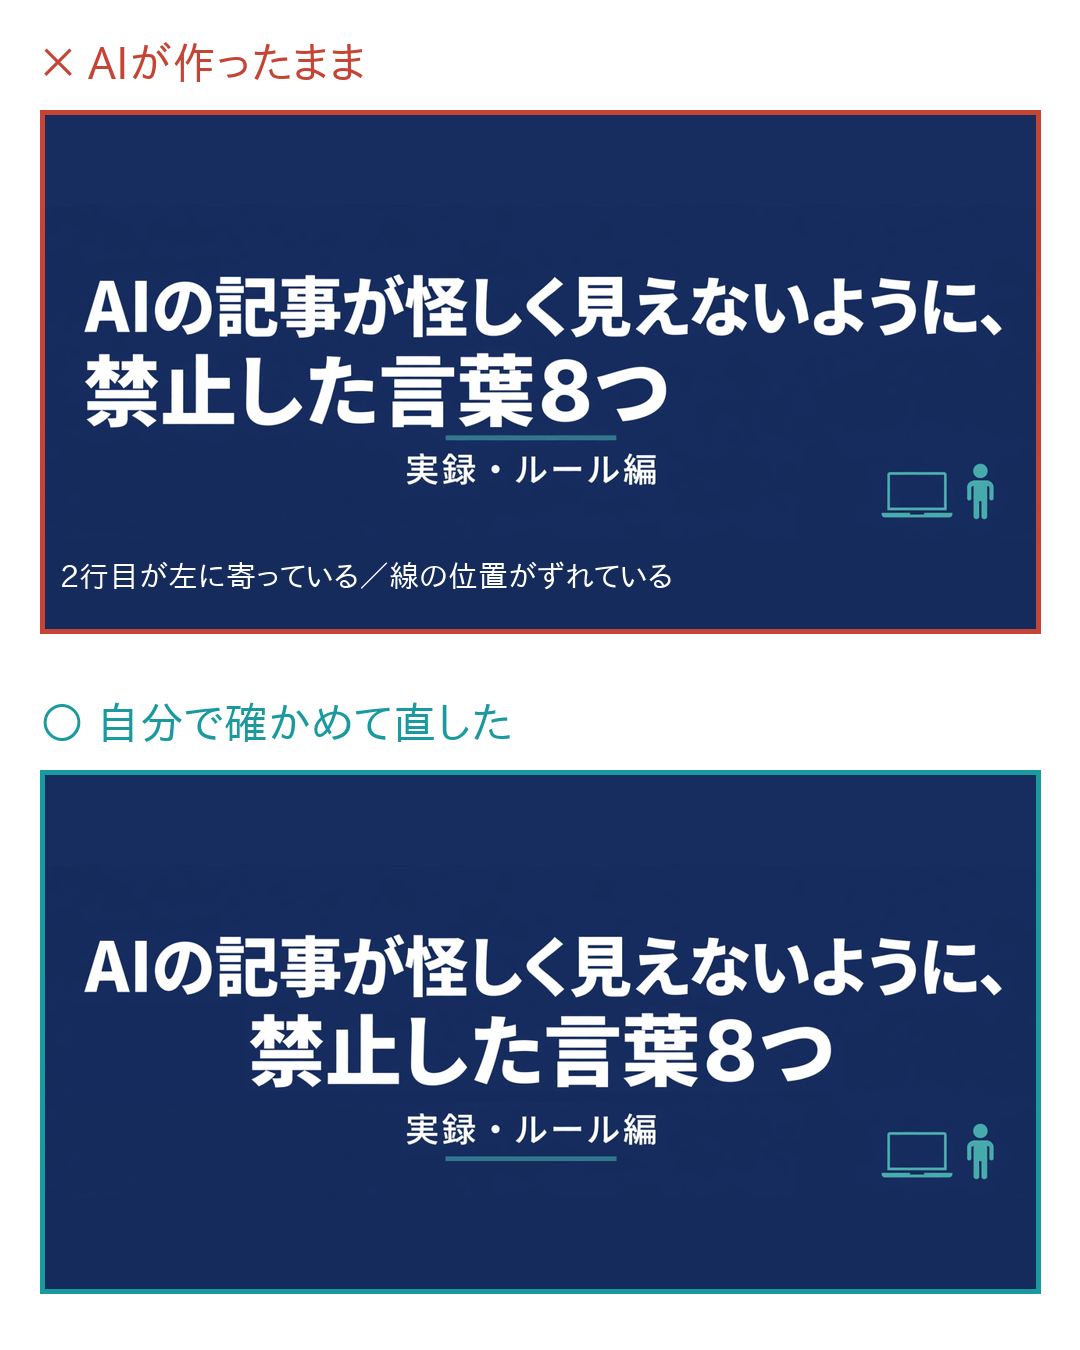 × AIが作ったまま
AIの記事が怪しく見えないように、
禁止した言葉8つ
実録・ルール編
2行目が左に寄っている／線の位置がずれている
〇 自分で確かめて直した
AIの記事が怪しく見えないように、
禁止した言葉8つ
実録・ルール編